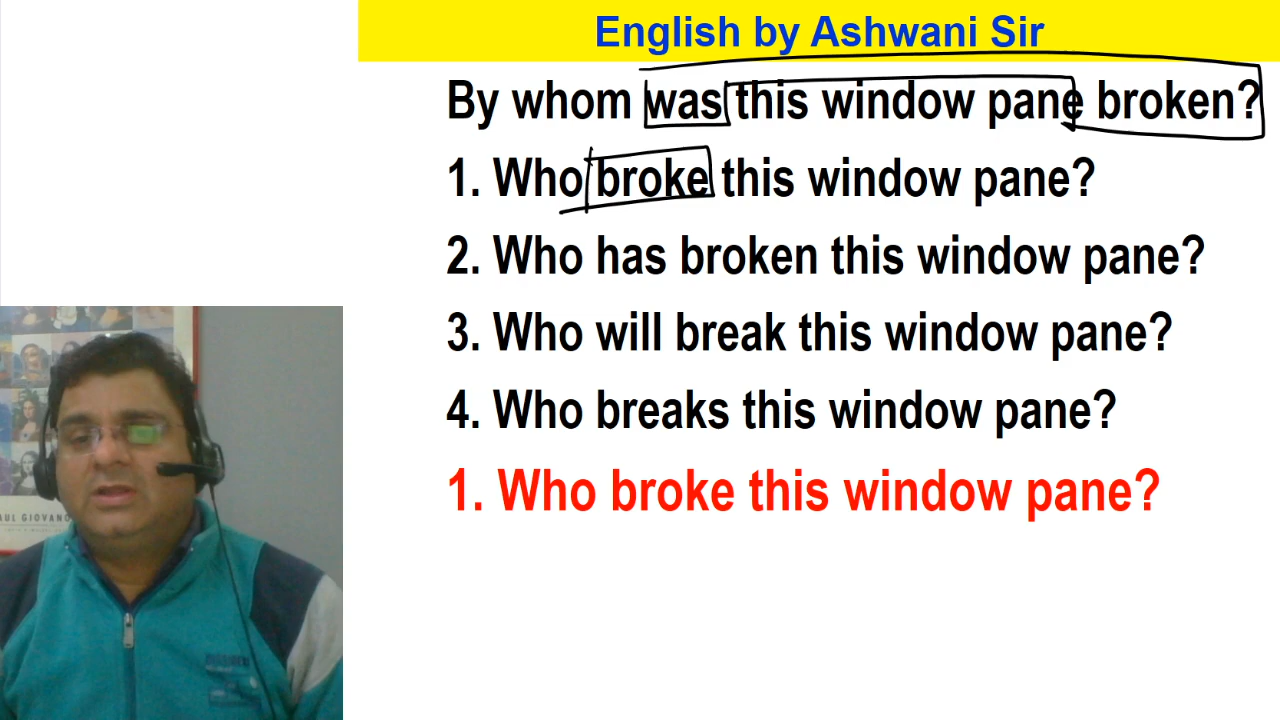 English by Ashwani Sir
By whom was this window pane broken?
1. Who broke this window pane?
2. Who has broken this window pane?
3. Who will break this window pane?
4. Who breaks this window pane?
1. Who broke this window pane?
AUL GIOVANO